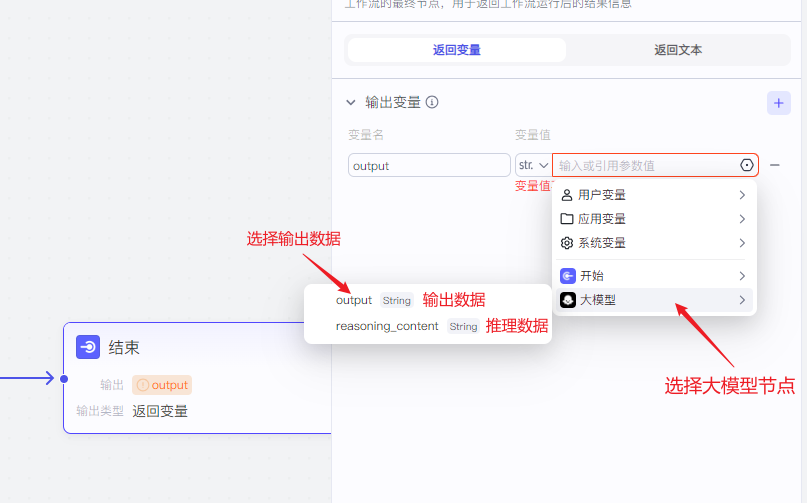 工作流的最终节点，用于返回工作流运行后的结果信息
返回变量
返回文本
输出变量
变量名
变量值
output
str.
输入或引用参数值
变量值
用户变量
应用变量
系统变量
开始
大模型
选择输出数据
output String 输出数据
reasoning_content String 推理数据
选择大模型节点
结束
输出 output
输出类型 返回变量